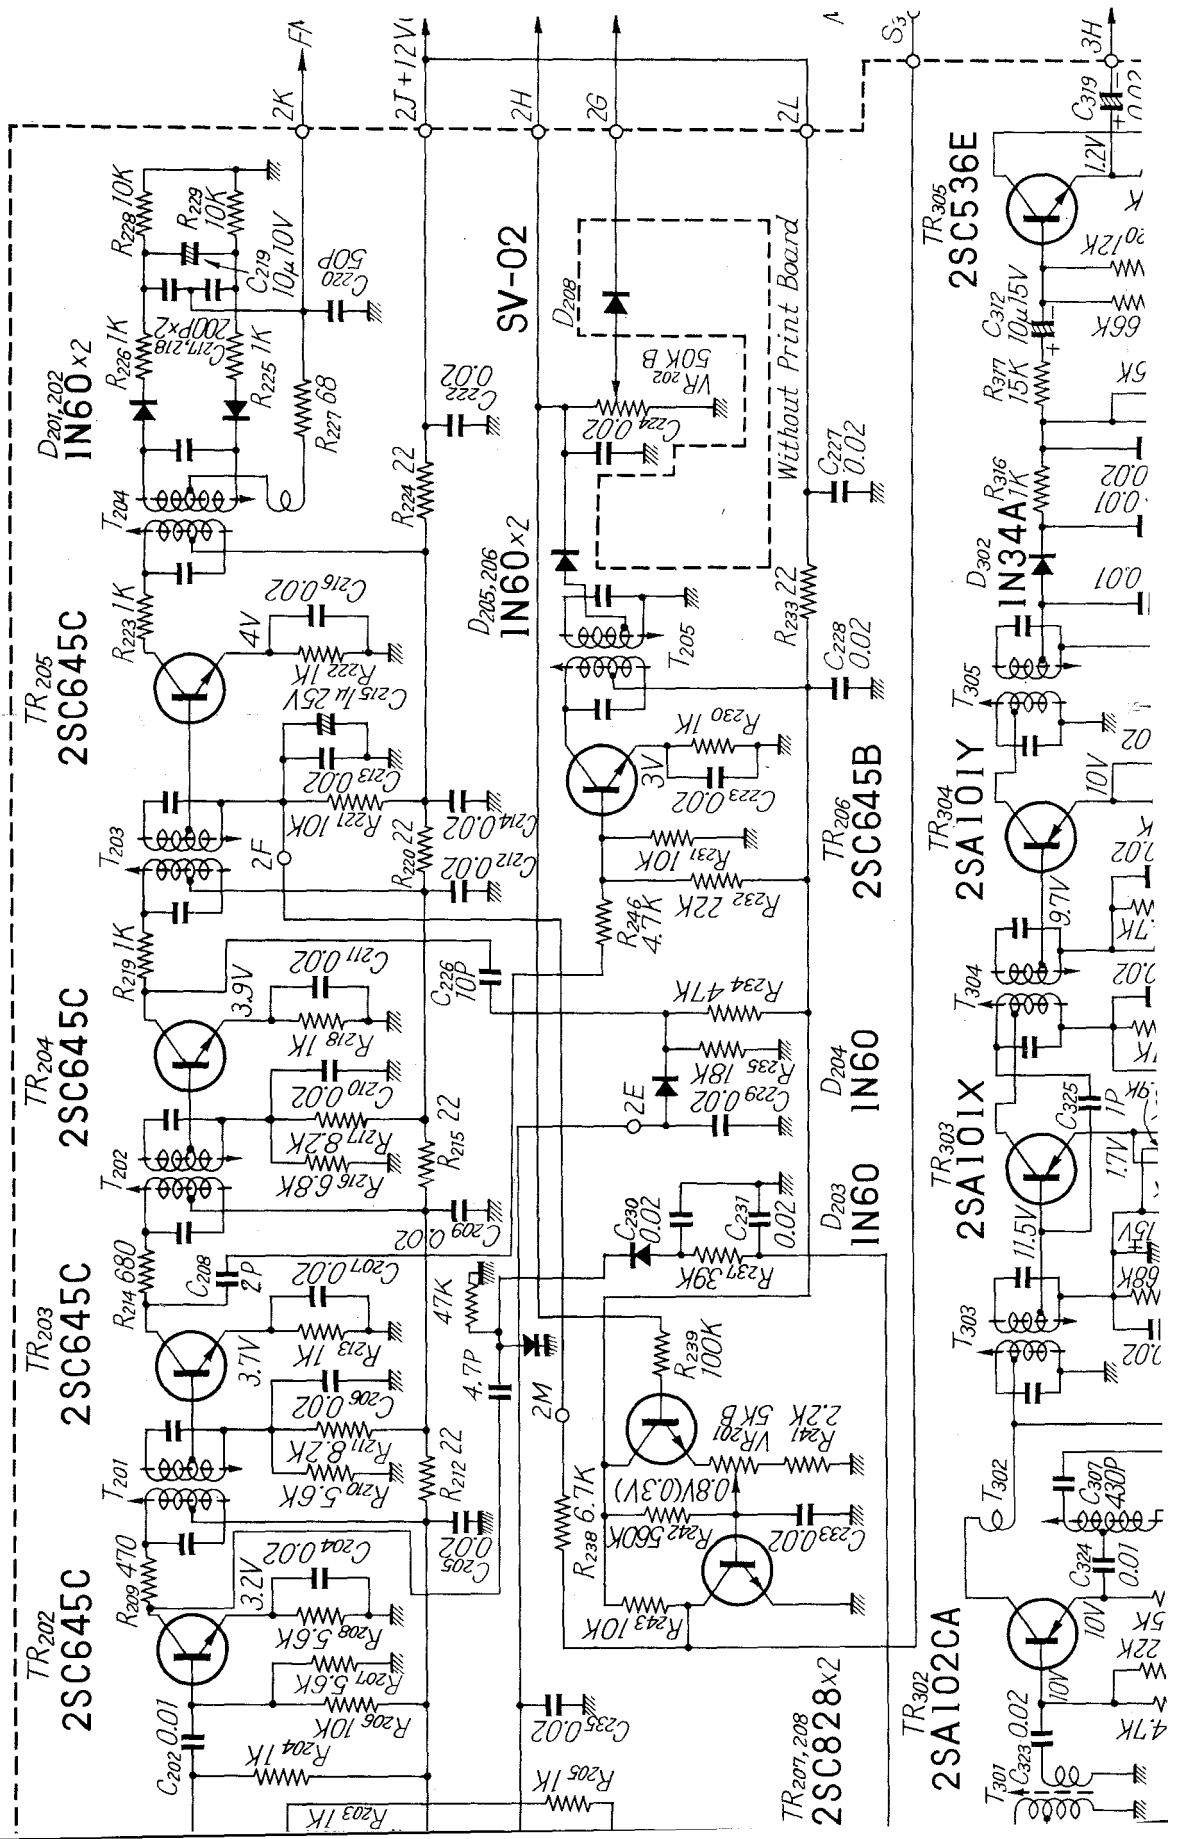 TR202
2SC645C
TR203
2SC645C
TR204
2SC645C
TR205
2SC645C
D201,202
1N60×2
C202 0.01
R209 470
T201
R214 680
T202
R219 1K
T203
R223 1K
T204
R226 1K
R228 10K
R225 1K
R229 10K
C217,218
200P×2
C219
10μ10V
C220
50P
R227 68
2K
R204 1K
R206 10K
R207 5.6K
R208 5.6K
C204 0.02
3.2V
R210 5.6K
R211 8.2K
C206 0.02
3.7V
R213 1K
C207 0.02
C208
2P
R216 6.8K
R217 8.2K
C210 0.02
3.9V
R218 1K
C211 0.02
2F
R221 10K
C213 0.02
C215 1μ 25V
4V
R222 1K
C216 0.02
C205
0.02
R212 22
C209 0.02
R215 22
C212 0.02
R220 22
C214 0.02
R224 22
C222
0.02
2J +12V
R203 1K
R205 1K
C235 0.02
4.7P
47K
2M
R238 6.7K
C226
10P
2E
2H
2G
2L
SV-02
D205,206
1N60×2
D208
VR202
50K B
C224
0.02
Without Print Board
T205
R246
4.7K
R231
10K
R232
22K
3V
R230
1K
C223 0.02
TR206
2SC645B
C228
0.02
R233 22
C227
0.02
R234 47K
R235
18K
C229 0.02
D204
1N60
D203
1N60
C230
0.02
C231
0.02
R237 39K
R239
100K
VR201
5K B
R241
2.2K
0.8V(0.3V)
R242 560K
C233 0.02
R243 10K
TR207,208
2SC828×2
TR302
2SA102CA
TR303
2SA101X
TR304
2SA101Y
D302
1N34A
TR305
2SC536E
T301
C323 0.02
10V
10V
T302
C307
430P
C324
0.01
5K
22K
4.7K
T303
11.5V
1.7V
C325
1P
15V
68K
0.02
T304
9.7V
10V
T305
0.01
0.01
0.02
R316
1K
R317
15K
5K
C312
10μ15V
66K
12K
1.2V
C319
0.02
3H
S3